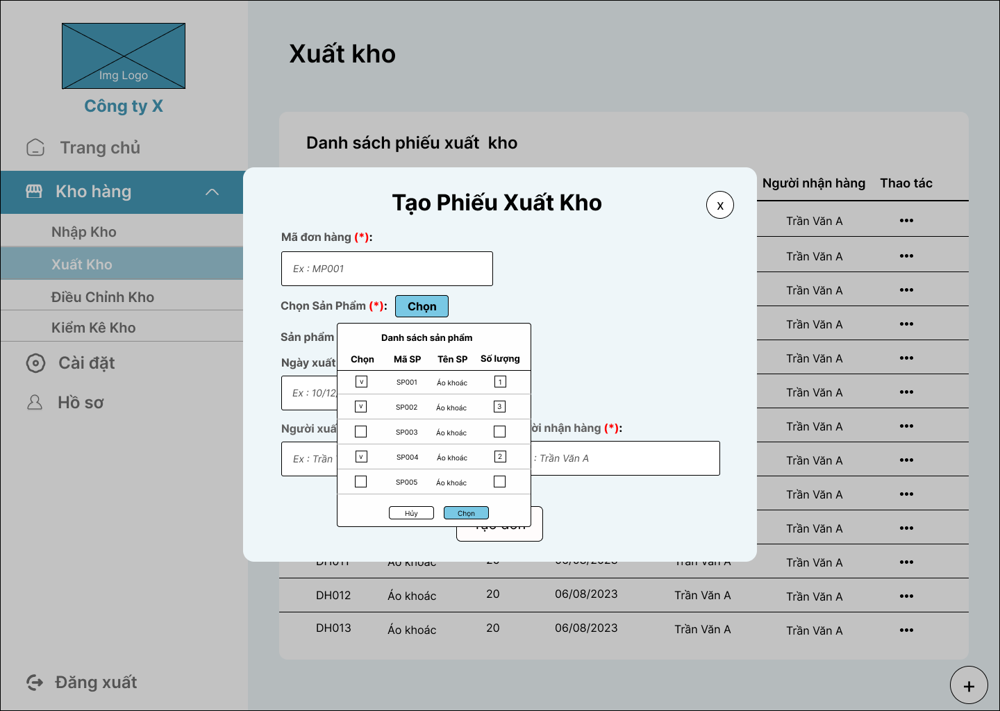 Img Logo
Công ty X
Trang chủ
Kho hàng
Nhập Kho
Xuất Kho
Điều Chỉnh Kho
Kiểm Kê Kho
Cài đặt
Hồ sơ
Đăng xuất
Xuất kho
Danh sách phiếu xuất kho
Người nhận hàng Thao tác
Trần Văn A •••
Trần Văn A •••
Trần Văn A •••
Trần Văn A •••
Trần Văn A •••
Trần Văn A •••
Trần Văn A •••
Trần Văn A •••
Trần Văn A •••
Trần Văn A •••
DH011 Áo khoác 20 06/08/2023 Trần Văn A Trần Văn A •••
DH012 Áo khoác 20 06/08/2023 Trần Văn A Trần Văn A •••
DH013 Áo khoác 20 06/08/2023 Trần Văn A Trần Văn A •••
+
Tạo Phiếu Xuất Kho
x
Mã đơn hàng (*):
Ex : MP001
Chọn Sản Phẩm (*): Chọn
Sản phẩm
Ngày xuất
Ex : 10/12
Người xuất nhận hàng (*):
Ex : Trần : Trần Văn A
Danh sách sản phẩm
Chọn Mã SP Tên SP Số lượng
v SP001 Áo khoác 1
v SP002 Áo khoác 3
SP003 Áo khoác
v SP004 Áo khoác 2
SP005 Áo khoác
Hủy Chọn